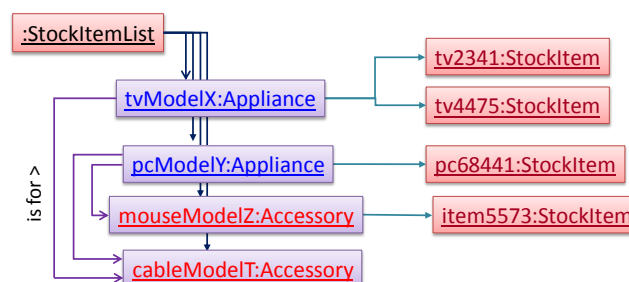 :StockItemList
tv2341:StockItem
tvModelX:Appliance
tv4475:StockItem
pcModelY:Appliance
pc68441:StockItem
is for >
mouseModelZ:Accessory
item5573:StockItem
cableModelT:Accessory